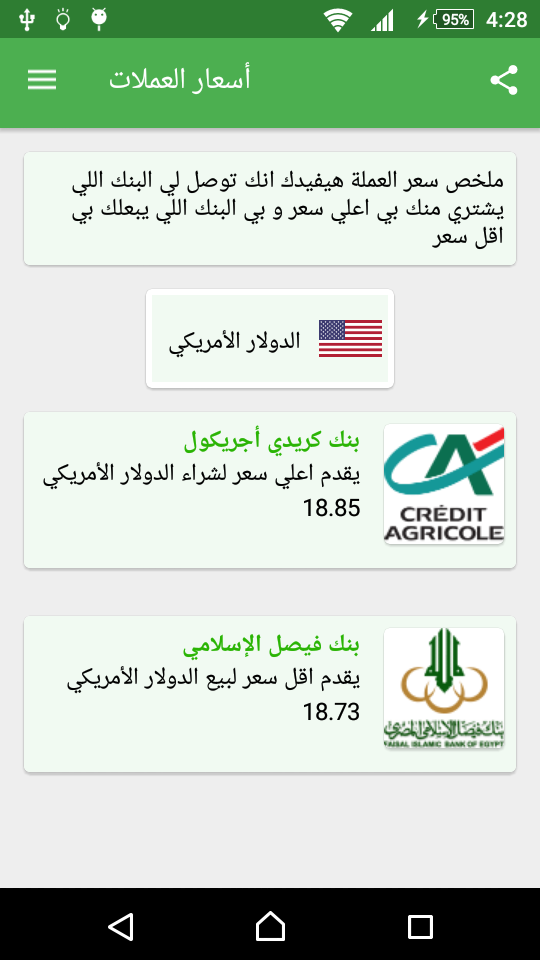 95%
4:28
أسعار العملات
ملخص سعر العملة هيفيدك انك توصل لي البنك اللي
يشتري منك بي اعلي سعر و بي البنك اللي يبعلك بي
اقل سعر
الدولار الأمريكي
بنك كريدي أجريكول
يقدم اعلي سعر لشراء الدولار الأمريكي
18.85
CRÉDIT
AGRICOLE
بنك فيصل الإسلامي
يقدم اقل سعر لبيع الدولار الأمريكي
18.73
بنك فيصل الإسلامي المصري
FAISAL ISLAMIC BANK OF EGYPT